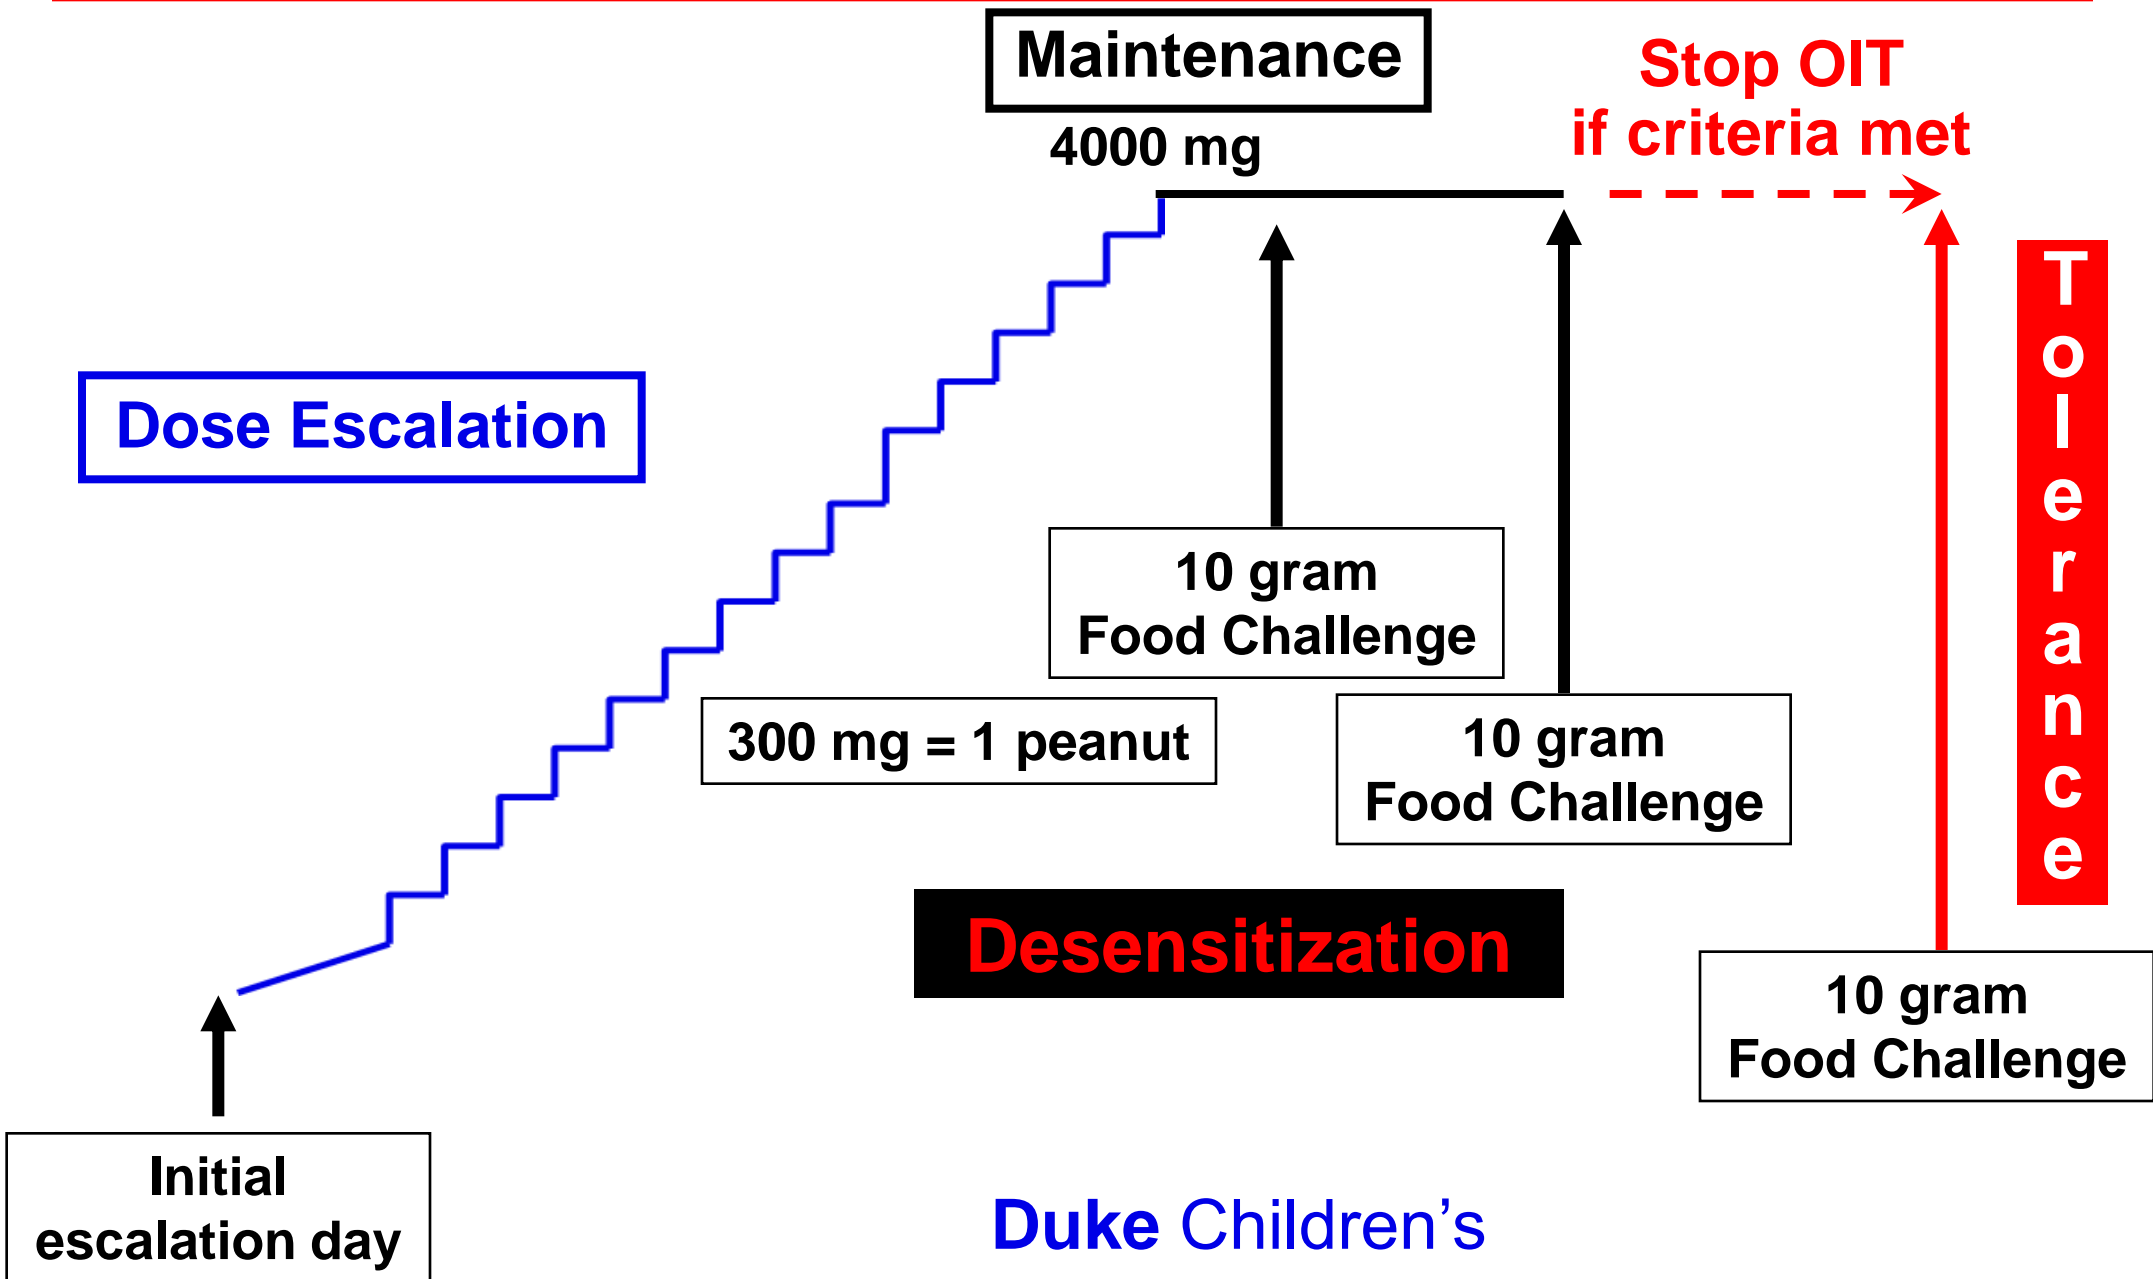 Maintenance
4000 mg
Stop OIT
if criteria met
Dose Escalation
Tolerance
10 gram
Food Challenge
300 mg = 1 peanut
10 gram
Food Challenge
Desensitization
10 gram
Food Challenge
Initial
escalation day
Duke Children’s